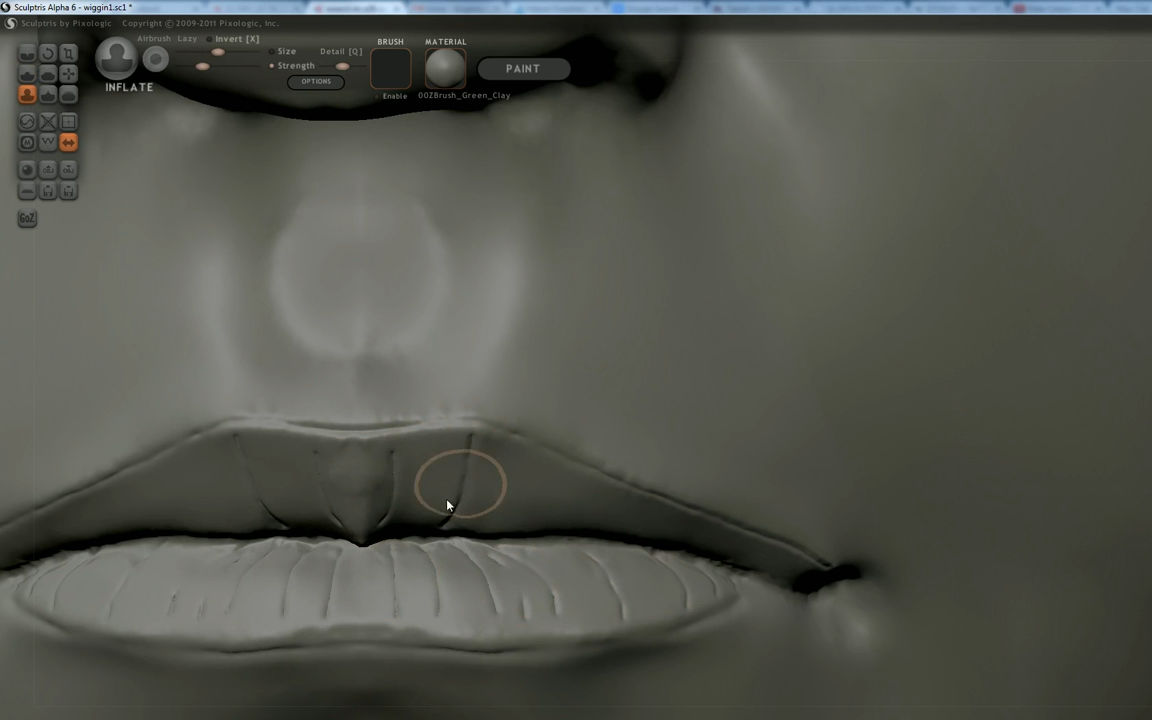 Sculptris Alpha 6 - wiggin1.sc1 *
Sculptris by Pixologic Copyright © 2009-2011 Pixologic, Inc.
Airbrush Lazy Invert [X]
Size
Detail [Q]
Strength
OPTIONS
INFLATE
BRUSH
Enable
MATERIAL
00ZBrush_Green_Clay
PAINT
GoZ